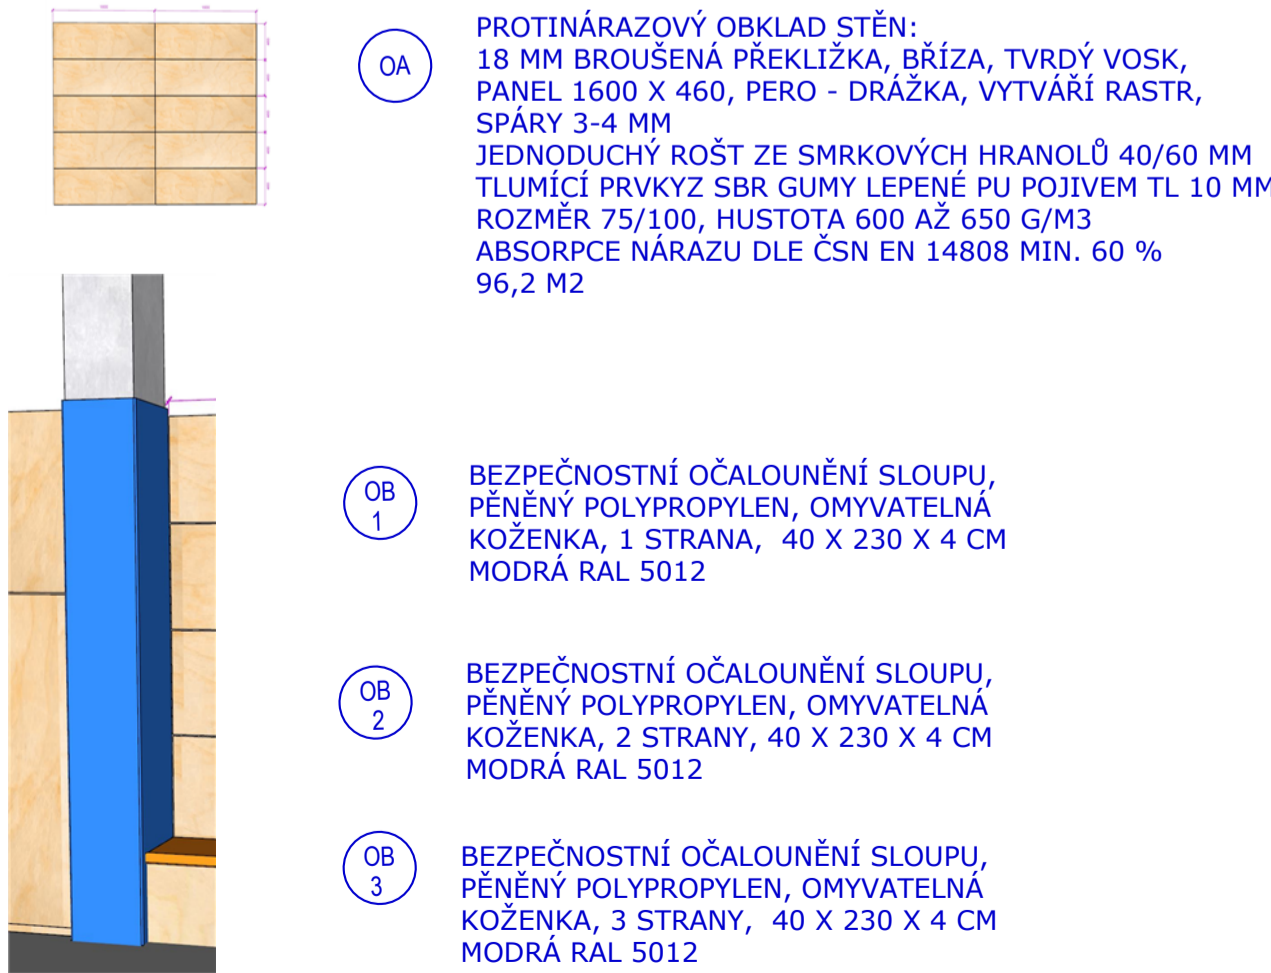 OA
PROTINÁRAZOVÝ OBKLAD STĚN:
18 MM BROUŠENÁ PŘEKLIŽKA, BŘÍZA, TVRDÝ VOSK,
PANEL 1600 X 460, PERO - DRÁŽKA, VYTVÁŘÍ RASTR,
SPÁRY 3-4 MM
JEDNODUCHÝ ROŠT ZE SMRKOVÝCH HRANOLŮ 40/60 MM
TLUMÍCÍ PRVKYZ SBR GUMY LEPENÉ PU POJIVEM TL 10 MM
ROZMĚR 75/100, HUSTOTA 600 AŽ 650 G/M3
ABSORPCE NÁRAZU DLE ČSN EN 14808 MIN. 60 %
96,2 M2
OB
1
BEZPEČNOSTNÍ OČALOUNĚNÍ SLOUPU,
PĚNĚNÝ POLYPROPYLEN, OMYVATELNÁ
KOŽENKA, 1 STRANA, 40 X 230 X 4 CM
MODRÁ RAL 5012
OB
2
BEZPEČNOSTNÍ OČALOUNĚNÍ SLOUPU,
PĚNĚNÝ POLYPROPYLEN, OMYVATELNÁ
KOŽENKA, 2 STRANY, 40 X 230 X 4 CM
MODRÁ RAL 5012
OB
3
BEZPEČNOSTNÍ OČALOUNĚNÍ SLOUPU,
PĚNĚNÝ POLYPROPYLEN, OMYVATELNÁ
KOŽENKA, 3 STRANY, 40 X 230 X 4 CM
MODRÁ RAL 5012